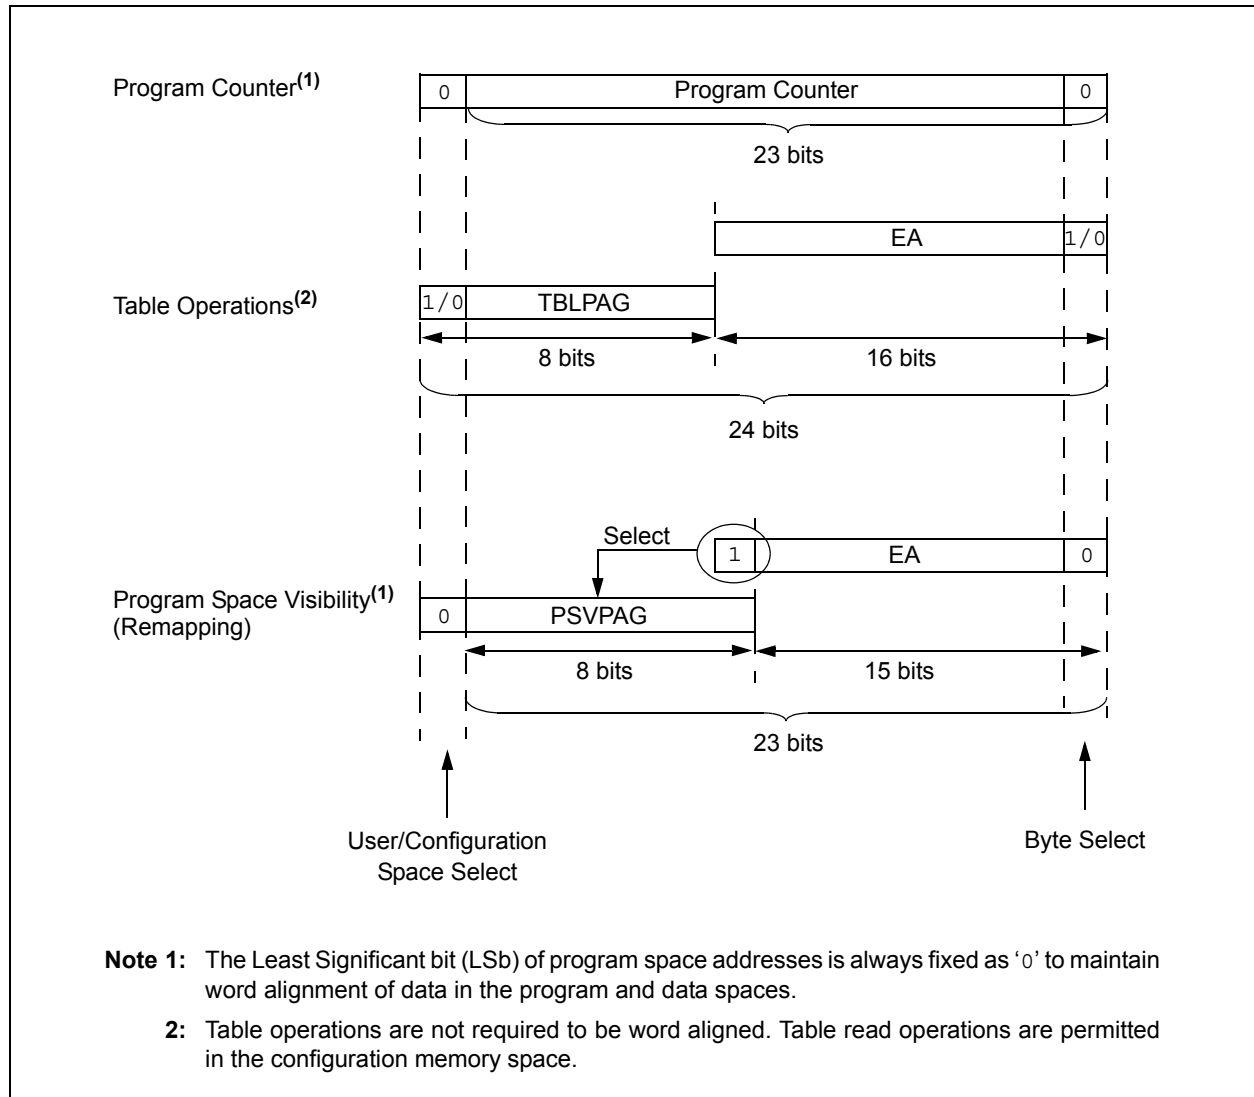 Program Counter(1)
0
Program Counter
0
23 bits
EA
1/0
Table Operations(2)
1/0
TBLPAG
8 bits
16 bits
24 bits
Select
1
EA
0
Program Space Visibility(1)
(Remapping)
0
PSVPAG
8 bits
15 bits
23 bits
User/Configuration
Space Select
Byte Select
Note 1: The Least Significant bit (LSb) of program space addresses is always fixed as ‘0’ to maintain
word alignment of data in the program and data spaces.
2: Table operations are not required to be word aligned. Table read operations are permitted
in the configuration memory space.